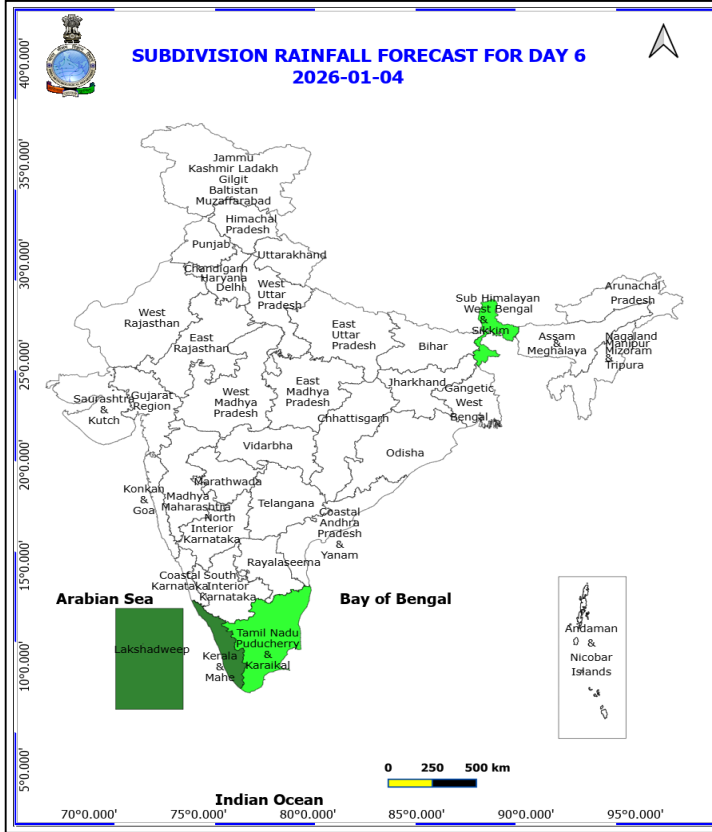 SUBDIVISION RAINFALL FORECAST FOR DAY 6
2026-01-04
40°0.000'
35°0.000'
30°0.000'
25°0.000'
20°0.000'
15°0.000'
10°0.000'
5°0.000'
Jammu
Kashmir Ladakh
Gilgit
Baltistan
Muzaffarabad
Himachal
Pradesh
Punjab
Uttarakhand
Chandigarh
Haryana
Delhi
West
Uttar
Pradesh
West
Rajasthan
East
Rajasthan
East
Uttar
Pradesh
Bihar
Sub Himalayan
West Bengal
&
Sikkim
Arunachal
Pradesh
Assam
&
Meghalaya
Nagaland
Manipur
Mizoram
&
Tripura
Saurashtra
&
Kutch
Gujarat
Region
West
Madhya
Pradesh
East
Madhya
Pradesh
Jharkhand
Gangetic
West
Bengal
Chhattisgarh
Odisha
Vidarbha
Konkan
&
Goa
Madhya
Maharashtra
Marathwada
Telangana
North
Interior
Karnataka
Coastal
Andhra
Pradesh
&
Yanam
Rayalaseema
Coastal
Karnataka
South
Interior
Karnataka
Arabian Sea
Bay of Bengal
Lakshadweep
Kerala
&
Mahe
Tamil Nadu
Puducherry
&
Karaikal
Andaman
&
Nicobar
Islands
0 250 500 km
Indian Ocean
70°0.000' 75°0.000' 80°0.000' 85°0.000' 90°0.000' 95°0.000'